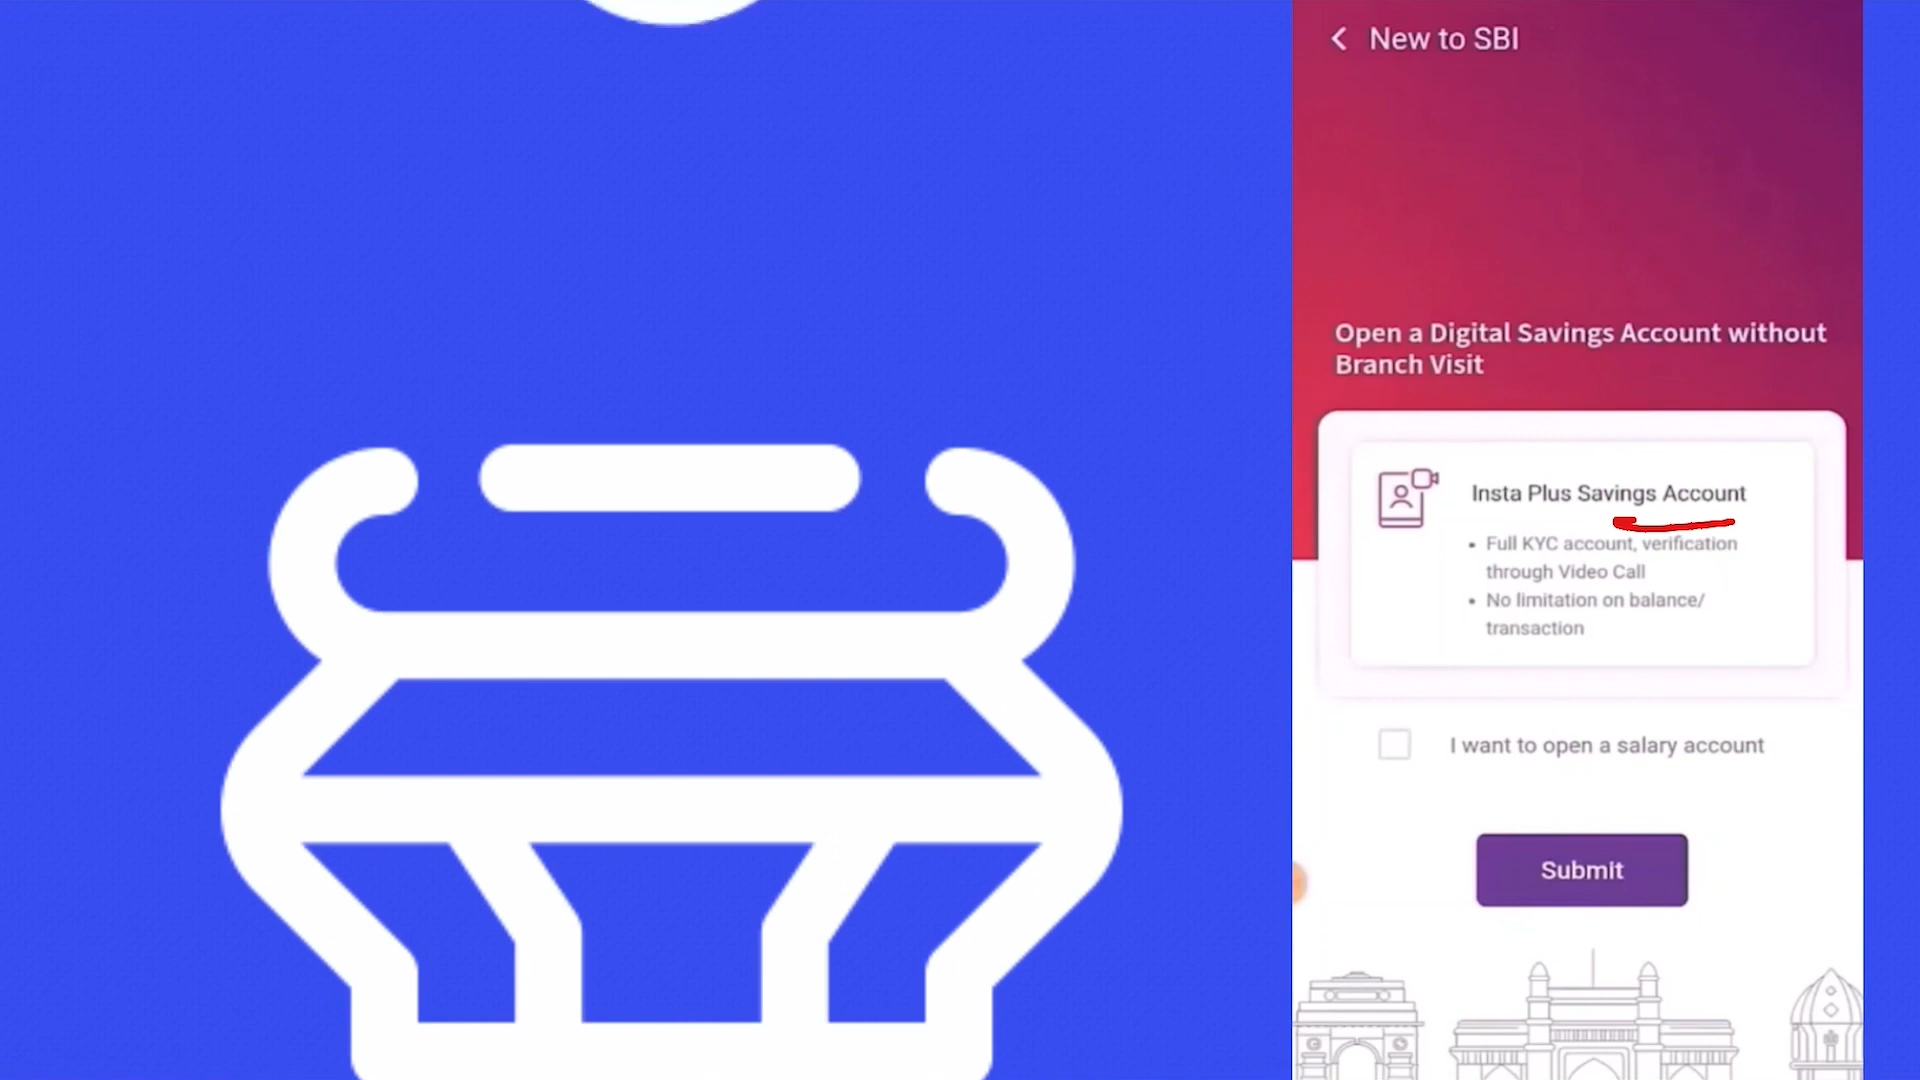 New to SBI
Open a Digital Savings Account without
Branch Visit
Insta Plus Savings Account
• Full KYC account, verification
through Video Call
• No limitation on balance/
transaction
I want to open a salary account
Submit